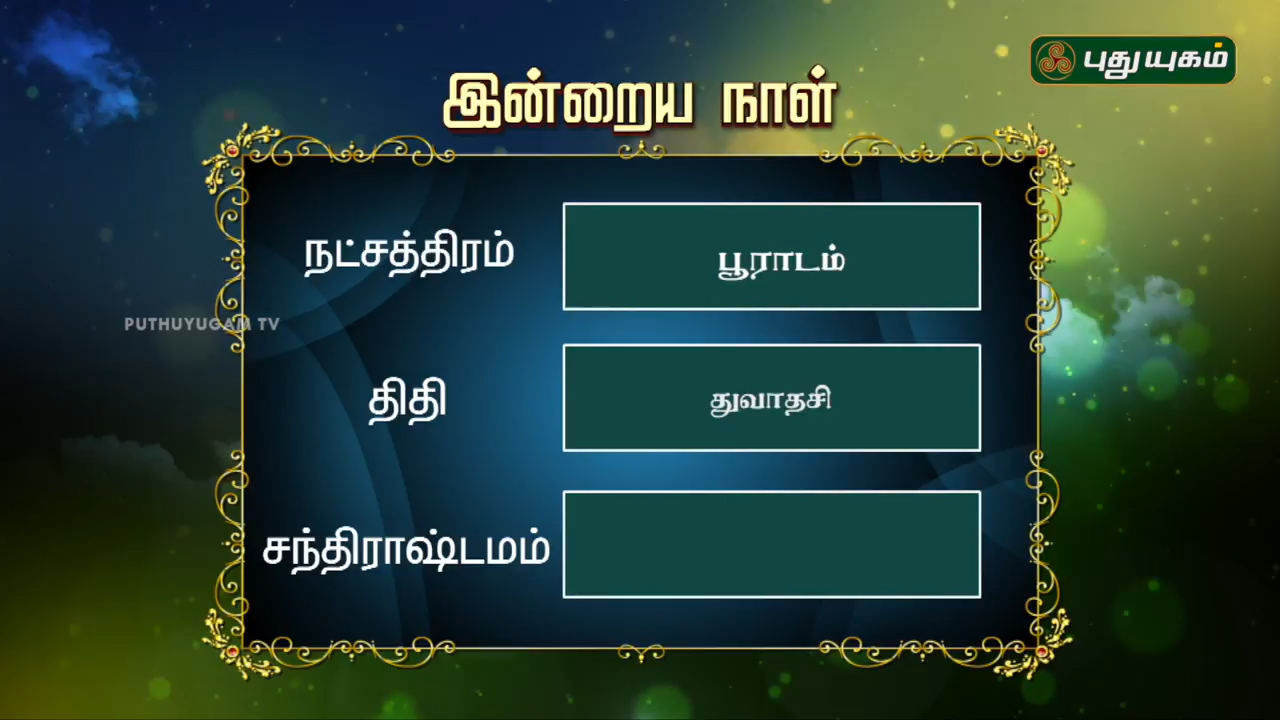 புதுயுகம்
இன்றைய நாள்
நட்சத்திரம்
பூராடம்
PUTHUYUGAM TV
திதி
துவாதசி
சந்திராஷ்டமம்